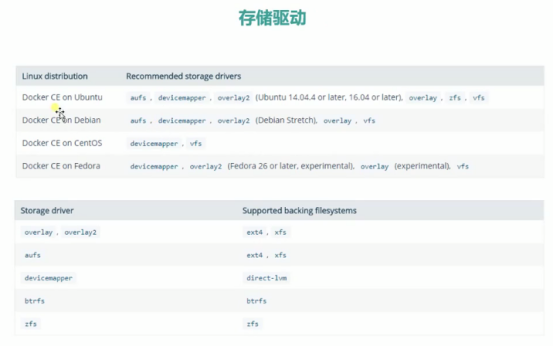 存储驱动
Linux distribution Recommended storage drivers
Docker CE on Ubuntu aufs , devicemapper , overlay2 (Ubuntu 14.04.4 or later, 16.04 or later), overlay , zfs , vfs
Docker CE on Debian aufs , devicemapper , overlay2 (Debian Stretch), overlay , vfs
Docker CE on CentOS devicemapper , vfs
Docker CE on Fedora devicemapper , overlay2 (Fedora 26 or later, experimental), overlay (experimental), vfs
Storage driver Supported backing filesystems
overlay , overlay2 ext4 , xfs
aufs ext4 , xfs
devicemapper direct-lvm
btrfs btrfs
zfs zfs